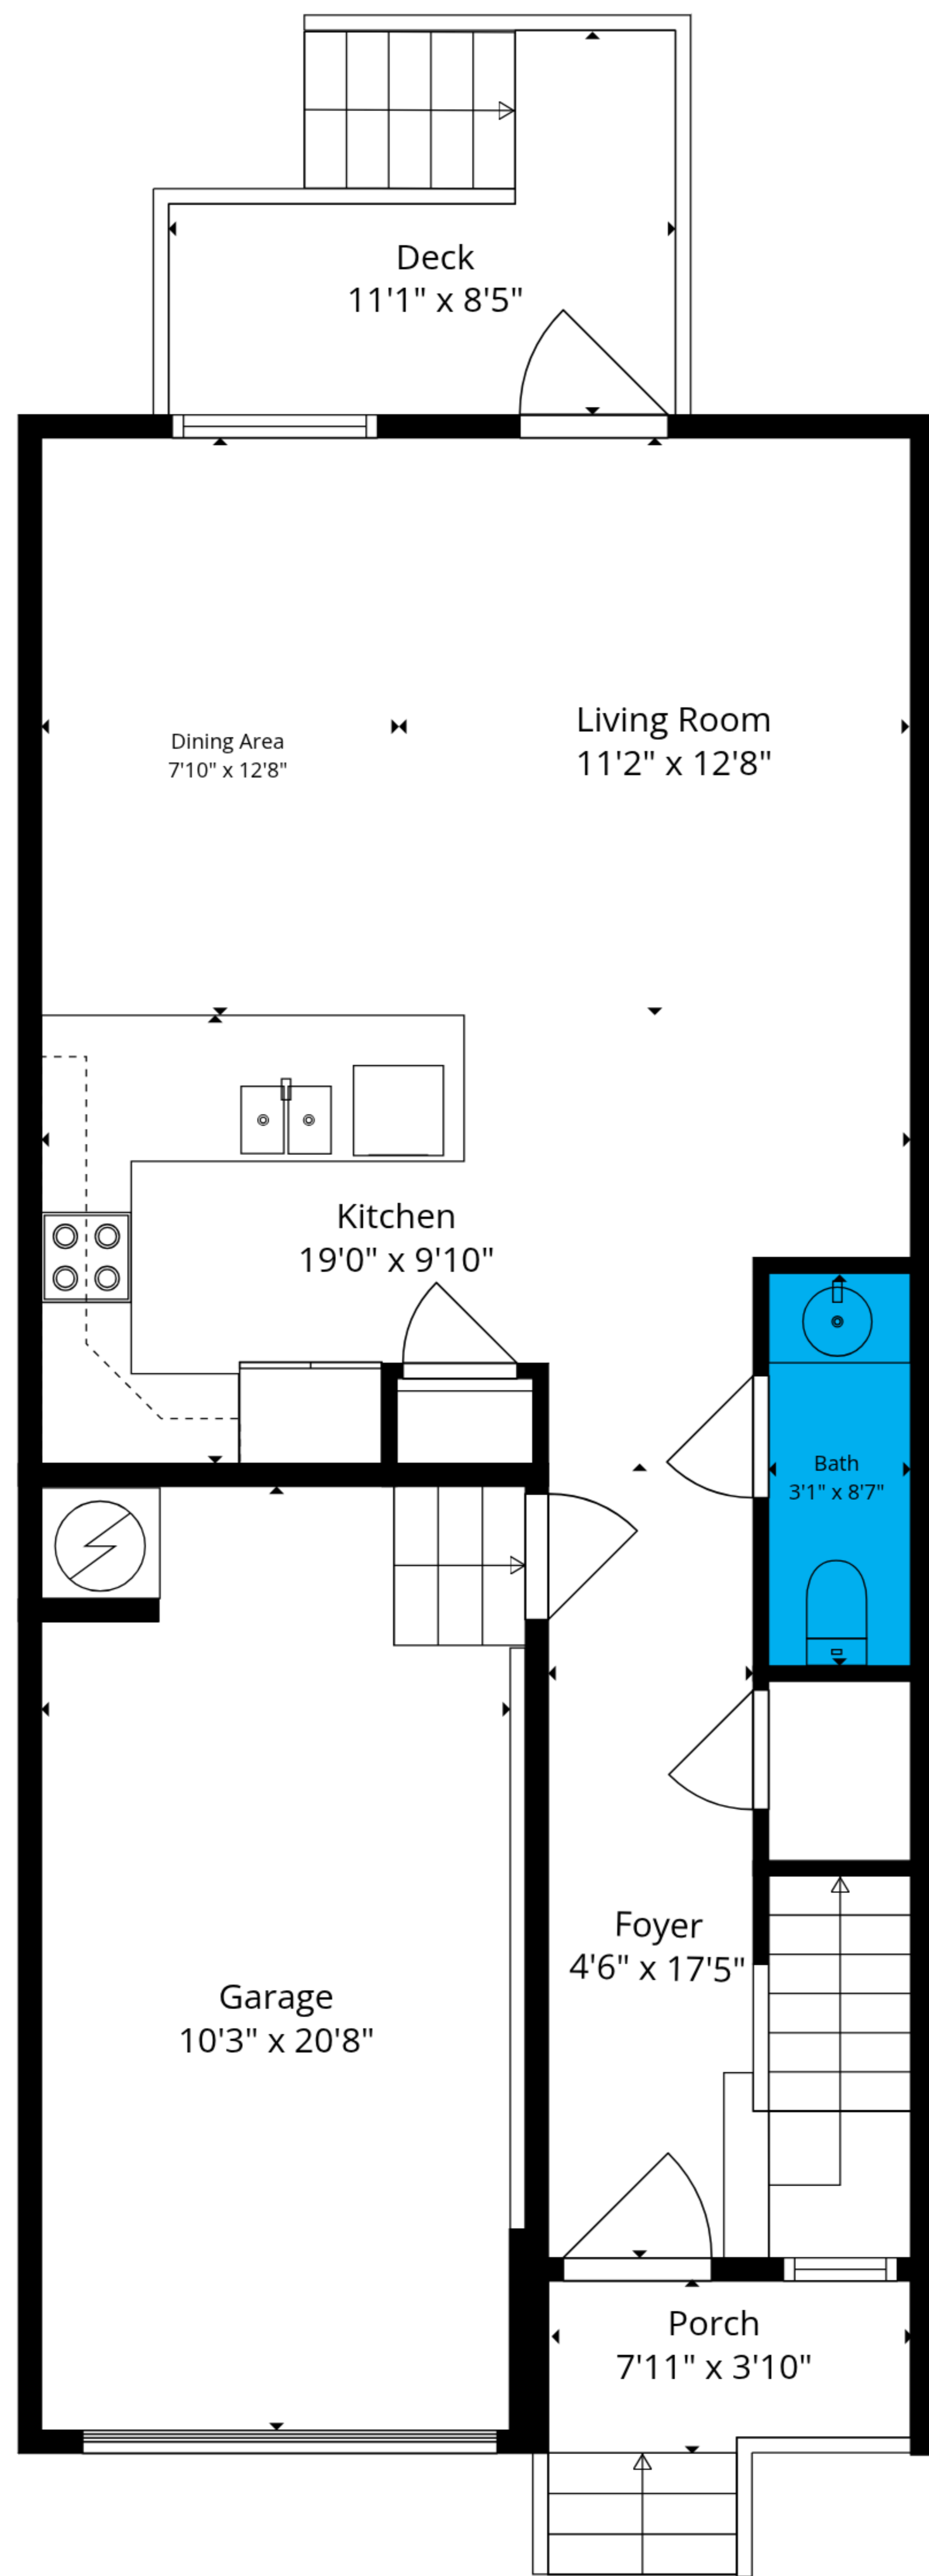 Deck
11'1" x 8'5"
Dining Area
7'10" x 12'8"
Living Room
11'2" x 12'8"
Kitchen
19'0" x 9'10"
Bath
3'1" x 8'7"
Foyer
4'6" x 17'5"
Garage
10'3" x 20'8"
Porch
7'11" x 3'10"